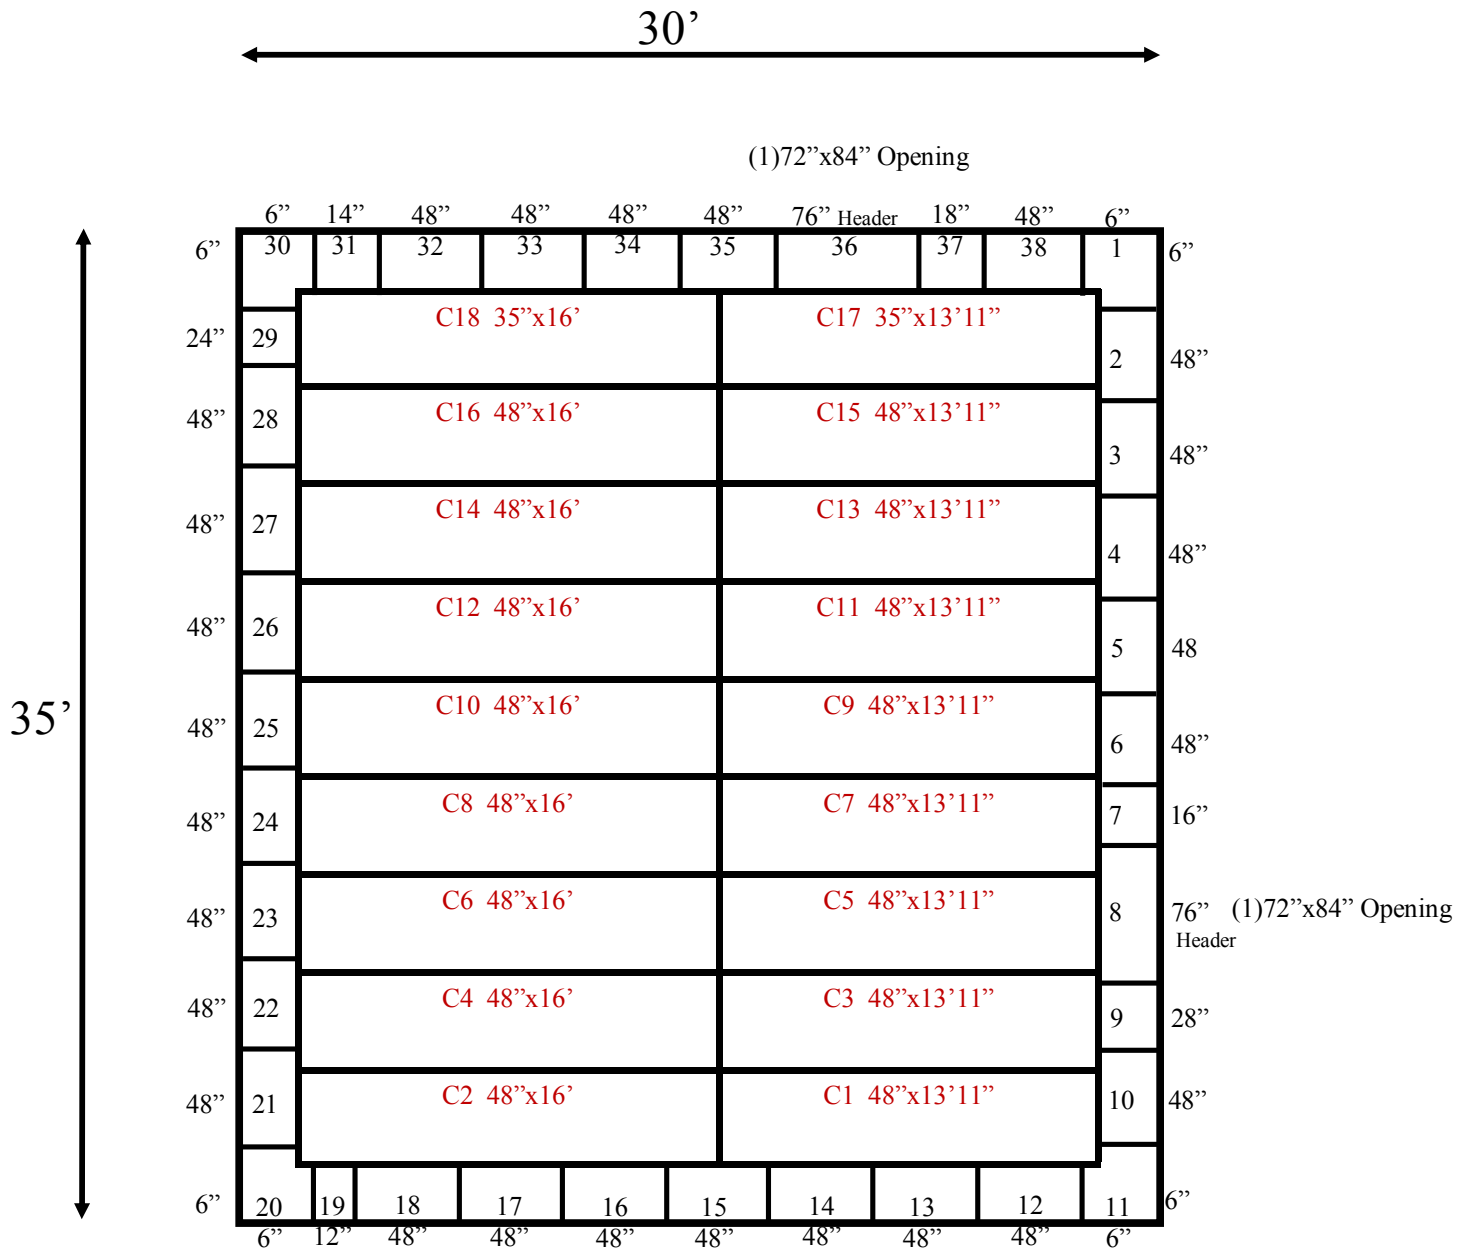 30’
(1)72”x84” Opening
6” 14” 48” 48” 48” 48” 76” Header 18” 48” 6”
6” 30 31 32 33 34 35 36 37 38 1 6”
C18 35”x16’ C17 35”x13’11”
24” 29 2 48”
C16 48”x16’ C15 48”x13’11”
48” 28 3 48”
C14 48”x16’ C13 48”x13’11”
48” 27 4 48”
C12 48”x16’ C11 48”x13’11”
48” 26 5 48
C10 48”x16’ C9 48”x13’11”
35’
48” 25 6 48”
C8 48”x16’ C7 48”x13’11”
48” 24 7 16”
C6 48”x16’ C5 48”x13’11”
48” 23 8 76” (1)72”x84” Opening
Header
C4 48”x16’ C3 48”x13’11”
48” 22 9 28”
C2 48”x16’ C1 48”x13’11”
48” 21 10 48”
6” 20 19 18 17 16 15 14 13 12 11 6”
6” 12” 48” 48” 48” 48” 48” 48” 48” 6”